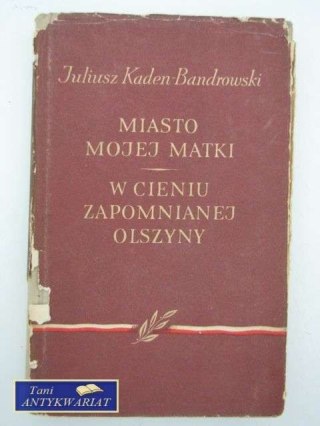 Juliusz Kaden-Bandrowski
MIASTO
MOJEJ MATKI
W CIENIU
ZAPOMNIANEJ
OLSZYNY
Tani
ANTYKWARIAT